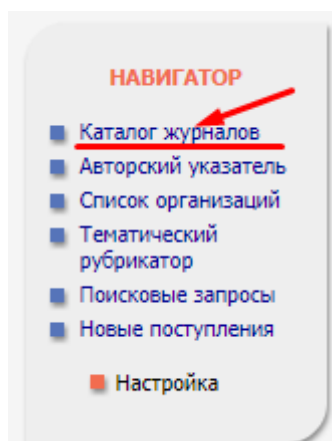 НАВИГАТОР
Каталог журналов
Авторский указатель
Список организаций
Тематический
рубрикатор
Поисковые запросы
Новые поступления
Настройка